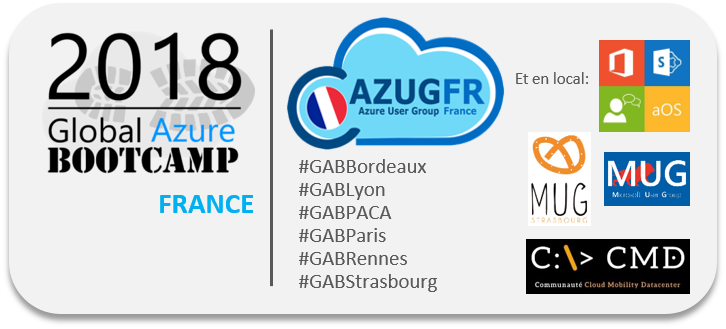 2018
Global Azure
BOOTCAMP
FRANCE
AZUGFR
Azure User Group France
#GABBordeaux
#GABLyon
#GABPACA
#GABParis
#GABRennes
#GABStrasbourg
Et en local:
S
aOS
MUG
STRASBOURG
MUG
Microsoft User Group
C:\> CMD
Communauté Cloud Mobility Datacenter